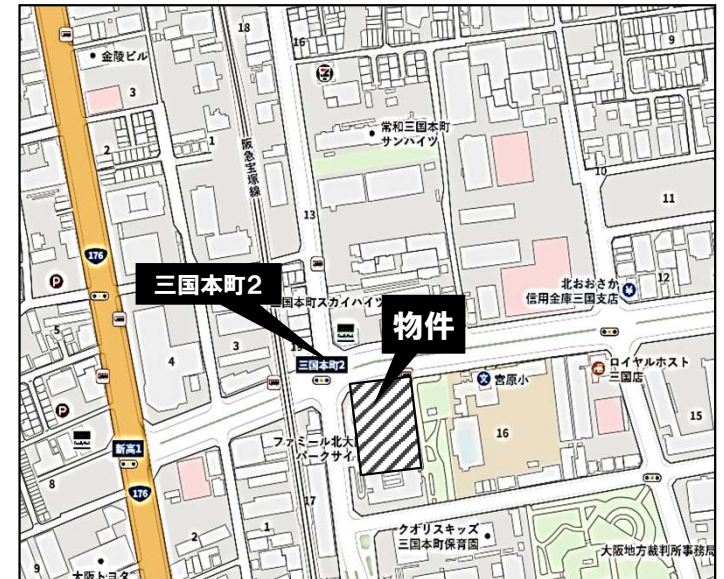 18
16
9
金陵ビル
3
常和三国本町
サンハイツ
2
1
阪急宝塚線
10
13
11
176
P
三国本町2
三国本町スカイハイツ
物件
北おおさか
信用金庫三国支店
12
5
4
3
三国本町2
宮原小
ロイヤルホスト
三国店
15
P
新高1
ファミール北大
パークサイ
16
8
176
17
クオリスキッズ
三国本町保育園
1
2
大阪地方裁判所事務局
9
大阪トヨタ